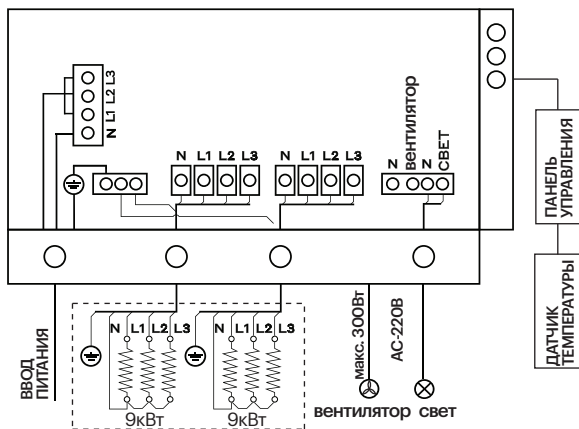 N L1 L2 L3
N L1 L2 L3
N L1 L2 L3
N вентилятор
N СВЕТ
ПАНЕЛЬ
УПРАВЛЕНИЯ
ДАТЧИК
ТЕМПЕРАТУРЫ
ВВОД
ПИТАНИЯ
N L1 L2 L3
N L1 L2 L3
9кВт
9кВт
макс. 300Вт
AC-220В
вентилятор
свет